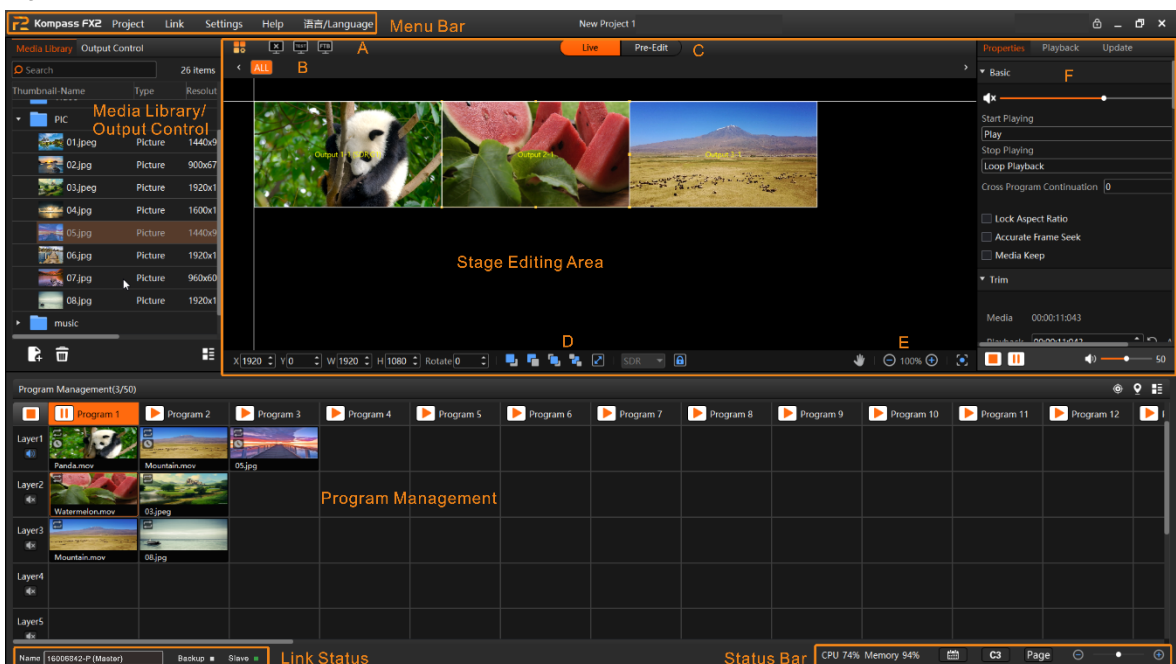 Kompass FX2 Project Link Settings Help 语言/Language Menu Bar New Project 1
Media Library Output Control A Live Pre-Edit C Properties Playback Update
Search 26 items ALL B Basic F
Thumbnail-Name Type Resolut
Media Library/
Output Control
PIC
01.jpeg Picture 1440x9
02.jpg Picture 900x67
03.jpeg Picture 1920x1
04.jpg Picture 1600x1
05.jpg Picture 1440x9
06.jpg Picture 1920x1
07.jpg Picture 960x60
08.jpg Picture 1920x1
music
Output 2-1
Output 3-1
Stage Editing Area
Start Playing
Play
Stop Playing
Loop Playback
Cross Program Continuation 0
Lock Aspect Ratio
Accurate Frame Seek
Media Keep
Trim
Media 00:00:11:043
Playback 00:00:11:043
D E
X 1920 Y 0 W 1920 H 1080 Rotate 0 SDR 100% 50
Program Management(3/50)
Program 1 Program 2 Program 3 Program 4 Program 5 Program 6 Program 7 Program 8 Program 9 Program 10 Program 11 Program 12
Layer1
Panda.mov Mountain.mov 05.jpg
Layer2
Watermelon.mov 03.jpeg
Program Management
Layer3
Mountain.mov 08.jpg
Layer4
Layer5
Name 16006842-P (Master) Backup Slave Link Status Status Bar CPU 74% Memory 94% C3 Page